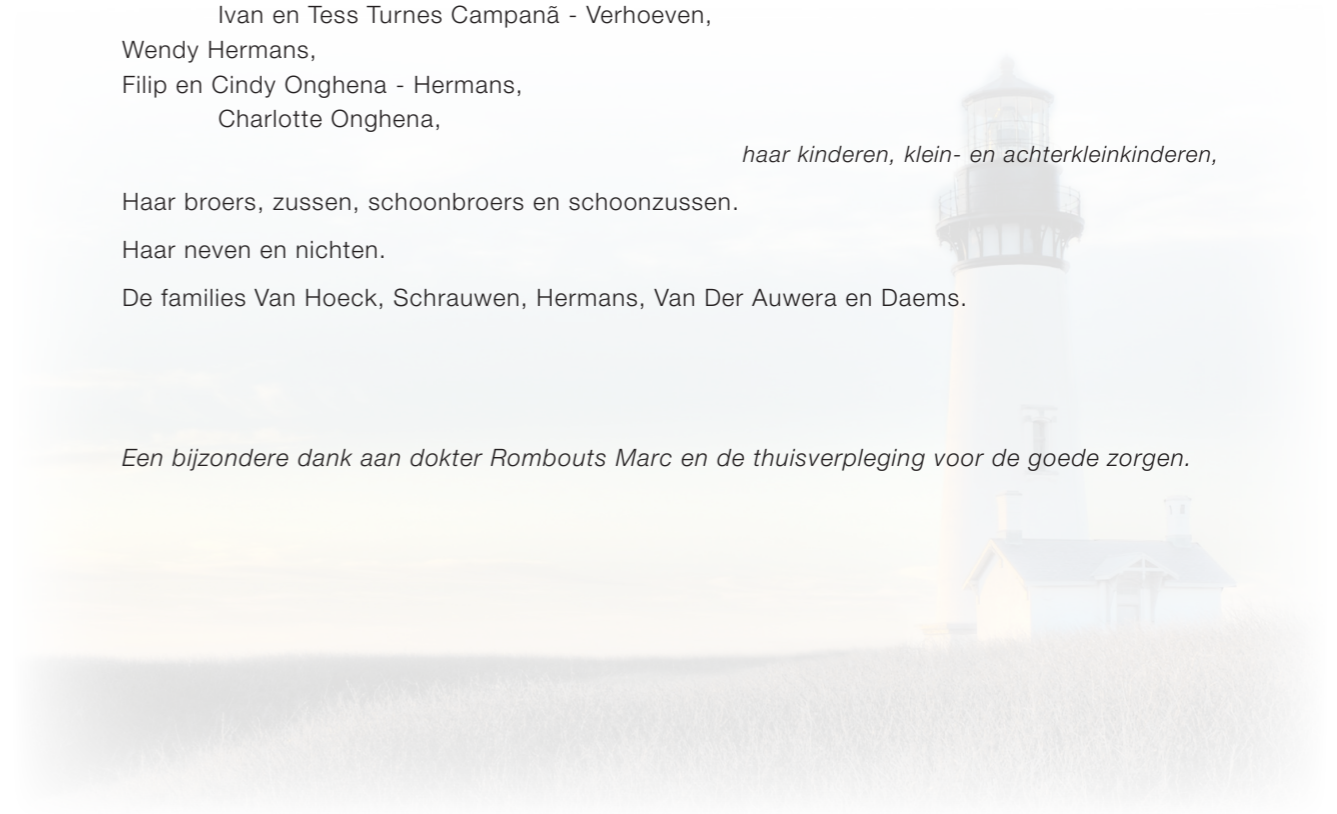 Ivan en Tess Turnes Campanã - Verhoeven,
Wendy Hermans,
Filip en Cindy Onghena - Hermans,
Charlotte Onghena,
haar kinderen, klein- en achterkleinkinderen,
Haar broers, zussen, schoonbroers en schoonzussen.
Haar neven en nichten.
De families Van Hoeck, Schrauwen, Hermans, Van Der Auwera en Daems.
Een bijzondere dank aan dokter Rombouts Marc en de thuisverpleging voor de goede zorgen.